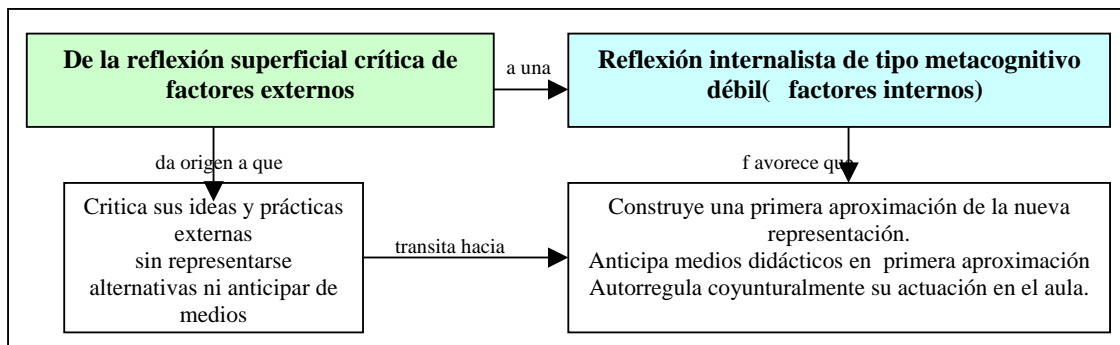 De la reflexión superficial crítica de
factores externos
a una
Reflexión internalista de tipo metacognitivo
débil( factores internos)
da origen a que
f avorece que
Critica sus ideas y prácticas
externas
sin representarse
alternativas ni anticipar de
medios
transita hacia
Construye una primera aproximación de la nueva
representación.
Anticipa medios didácticos en primera aproximación
Autorregula coyunturalmente su actuación en el aula.